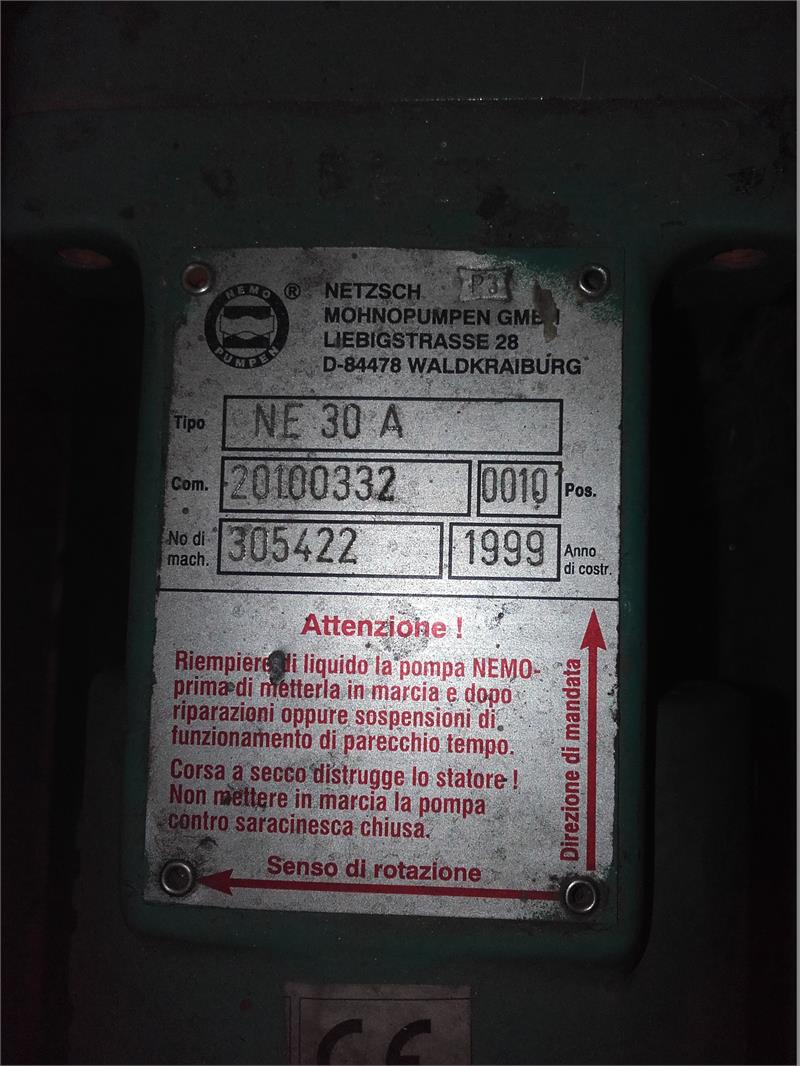 NEMO
PUMPEN
®
P3
NETZSCH
MOHNOPUMPEN GMBH
LIEBIGSTRASSE 28
D-84478 WALDKRAIBURG
Tipo NE 30 A
Com. 20100332 0010 Pos.
No di mach. 305422 1999 Anno di costr.
Attenzione !
Riempiere di liquido la pompa NEMO-
prima di metterla in marcia e dopo
riparazioni oppure sospensioni di
funzionamento di parecchio tempo.
Corsa a secco distrugge lo statore !
Non mettere in marcia la pompa
contro saracinesca chiusa.
Direzione di mandata
Senso di rotazione
CE